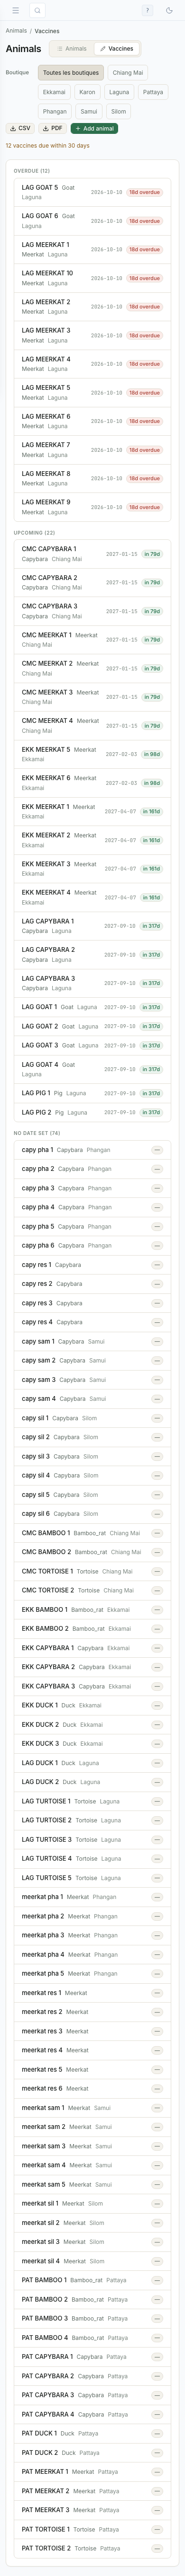 ?
Animals / Vaccines
Animals
Animals
Vaccines
Boutique
Toutes les boutiques
Chiang Mai
Ekkamai
Karon
Laguna
Pattaya
Phangan
Samui
Silom
CSV
PDF
+ Add animal
12 vaccines due within 30 days
OVERDUE (12)
LAG GOAT 5 Goat
Laguna
2026-10-10 18d overdue
LAG GOAT 6 Goat
Laguna
2026-10-10 18d overdue
LAG MEERKAT 1
Meerkat Laguna
2026-10-10 18d overdue
LAG MEERKAT 10
Meerkat Laguna
2026-10-10 18d overdue
LAG MEERKAT 2
Meerkat Laguna
2026-10-10 18d overdue
LAG MEERKAT 3
Meerkat Laguna
2026-10-10 18d overdue
LAG MEERKAT 4
Meerkat Laguna
2026-10-10 18d overdue
LAG MEERKAT 5
Meerkat Laguna
2026-10-10 18d overdue
LAG MEERKAT 6
Meerkat Laguna
2026-10-10 18d overdue
LAG MEERKAT 7
Meerkat Laguna
2026-10-10 18d overdue
LAG MEERKAT 8
Meerkat Laguna
2026-10-10 18d overdue
LAG MEERKAT 9
Meerkat Laguna
2026-10-10 18d overdue
UPCOMING (22)
CMC CAPYBARA 1
Capybara Chiang Mai
2027-01-15 in 79d
CMC CAPYBARA 2
Capybara Chiang Mai
2027-01-15 in 79d
CMC CAPYBARA 3
Capybara Chiang Mai
2027-01-15 in 79d
CMC MEERKAT 1 Meerkat
Chiang Mai
2027-01-15 in 79d
CMC MEERKAT 2 Meerkat
Chiang Mai
2027-01-15 in 79d
CMC MEERKAT 3 Meerkat
Chiang Mai
2027-01-15 in 79d
CMC MEERKAT 4 Meerkat
Chiang Mai
2027-01-15 in 79d
EKK MEERKAT 5 Meerkat
Ekkamai
2027-02-03 in 98d
EKK MEERKAT 6 Meerkat
Ekkamai
2027-02-03 in 98d
EKK MEERKAT 1 Meerkat
Ekkamai
2027-04-07 in 161d
EKK MEERKAT 2 Meerkat
Ekkamai
2027-04-07 in 161d
EKK MEERKAT 3 Meerkat
Ekkamai
2027-04-07 in 161d
EKK MEERKAT 4 Meerkat
Ekkamai
2027-04-07 in 161d
LAG CAPYBARA 1
Capybara Laguna
2027-09-10 in 317d
LAG CAPYBARA 2
Capybara Laguna
2027-09-10 in 317d
LAG CAPYBARA 3
Capybara Laguna
2027-09-10 in 317d
LAG GOAT 1 Goat Laguna 2027-09-10 in 317d
LAG GOAT 2 Goat Laguna 2027-09-10 in 317d
LAG GOAT 3 Goat Laguna 2027-09-10 in 317d
LAG GOAT 4 Goat
Laguna
2027-09-10 in 317d
LAG PIG 1 Pig Laguna 2027-09-10 in 317d
LAG PIG 2 Pig Laguna 2027-09-10 in 317d
NO DATE SET (74)
capy pha 1 Capybara Phangan —
capy pha 2 Capybara Phangan —
capy pha 3 Capybara Phangan —
capy pha 4 Capybara Phangan —
capy pha 5 Capybara Phangan —
capy pha 6 Capybara Phangan —
capy res 1 Capybara —
capy res 2 Capybara —
capy res 3 Capybara —
capy res 4 Capybara —
capy sam 1 Capybara Samui —
capy sam 2 Capybara Samui —
capy sam 3 Capybara Samui —
capy sam 4 Capybara Samui —
capy sil 1 Capybara Silom —
capy sil 2 Capybara Silom —
capy sil 3 Capybara Silom —
capy sil 4 Capybara Silom —
capy sil 5 Capybara Silom —
capy sil 6 Capybara Silom —
CMC BAMBOO 1 Bamboo_rat Chiang Mai —
CMC BAMBOO 2 Bamboo_rat Chiang Mai —
CMC TORTOISE 1 Tortoise Chiang Mai —
CMC TORTOISE 2 Tortoise Chiang Mai —
EKK BAMBOO 1 Bamboo_rat Ekkamai —
EKK BAMBOO 2 Bamboo_rat Ekkamai —
EKK CAPYBARA 1 Capybara Ekkamai —
EKK CAPYBARA 2 Capybara Ekkamai —
EKK CAPYBARA 3 Capybara Ekkamai —
EKK DUCK 1 Duck Ekkamai —
EKK DUCK 2 Duck Ekkamai —
EKK DUCK 3 Duck Ekkamai —
LAG DUCK 1 Duck Laguna —
LAG DUCK 2 Duck Laguna —
LAG TURTOISE 1 Tortoise Laguna —
LAG TURTOISE 2 Tortoise Laguna —
LAG TURTOISE 3 Tortoise Laguna —
LAG TURTOISE 4 Tortoise Laguna —
LAG TURTOISE 5 Tortoise Laguna —
meerkat pha 1 Meerkat Phangan —
meerkat pha 2 Meerkat Phangan —
meerkat pha 3 Meerkat Phangan —
meerkat pha 4 Meerkat Phangan —
meerkat pha 5 Meerkat Phangan —
meerkat res 1 Meerkat —
meerkat res 2 Meerkat —
meerkat res 3 Meerkat —
meerkat res 4 Meerkat —
meerkat res 5 Meerkat —
meerkat res 6 Meerkat —
meerkat sam 1 Meerkat Samui —
meerkat sam 2 Meerkat Samui —
meerkat sam 3 Meerkat Samui —
meerkat sam 4 Meerkat Samui —
meerkat sam 5 Meerkat Samui —
meerkat sil 1 Meerkat Silom —
meerkat sil 2 Meerkat Silom —
meerkat sil 3 Meerkat Silom —
meerkat sil 4 Meerkat Silom —
PAT BAMBOO 1 Bamboo_rat Pattaya —
PAT BAMBOO 2 Bamboo_rat Pattaya —
PAT BAMBOO 3 Bamboo_rat Pattaya —
PAT BAMBOO 4 Bamboo_rat Pattaya —
PAT CAPYBARA 1 Capybara Pattaya —
PAT CAPYBARA 2 Capybara Pattaya —
PAT CAPYBARA 3 Capybara Pattaya —
PAT CAPYBARA 4 Capybara Pattaya —
PAT DUCK 1 Duck Pattaya —
PAT DUCK 2 Duck Pattaya —
PAT MEERKAT 1 Meerkat Pattaya —
PAT MEERKAT 2 Meerkat Pattaya —
PAT MEERKAT 3 Meerkat Pattaya —
PAT TORTOISE 1 Tortoise Pattaya —
PAT TORTOISE 2 Tortoise Pattaya —